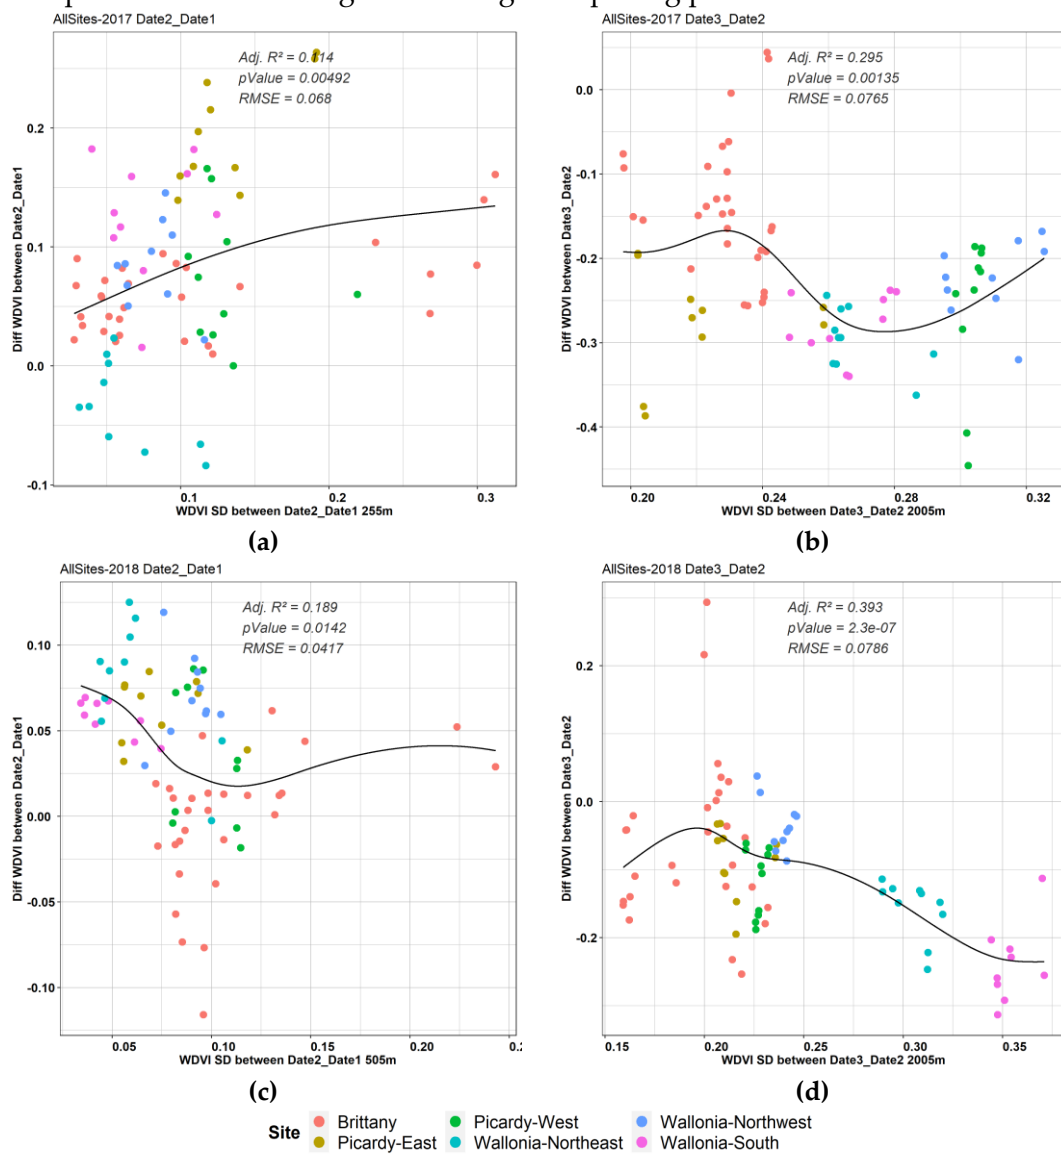 AllSites-2017 Date2_Date1
Adj. R² = 0.114
pValue = 0.00492
RMSE = 0.068
Diff WDVI between Date2_Date1
0.2
0.1
0.0
-0.1
0.1 0.2 0.3
WDVI SD between Date2_Date1 255m
(a)
AllSites-2017 Date3_Date2
Adj. R² = 0.295
pValue = 0.00135
RMSE = 0.0765
Diff WDVI between Date3_Date2
0.0
-0.1
-0.2
-0.3
-0.4
0.20 0.24 0.28 0.32
WDVI SD between Date3_Date2 2005m
(b)
AllSites-2018 Date2_Date1
Adj. R² = 0.189
pValue = 0.0142
RMSE = 0.0417
Diff WDVI between Date2_Date1
0.10
0.05
0.00
-0.05
-0.10
0.05 0.10 0.15 0.20
WDVI SD between Date2_Date1 505m
(c)
AllSites-2018 Date3_Date2
Adj. R² = 0.393
pValue = 2.3e-07
RMSE = 0.0786
Diff WDVI between Date3_Date2
0.2
0.0
-0.2
0.15 0.20 0.25 0.30 0.35
WDVI SD between Date3_Date2 2005m
(d)
Site
Brittany Picardy-West Wallonia-Northwest
Picardy-East Wallonia-Northeast Wallonia-South